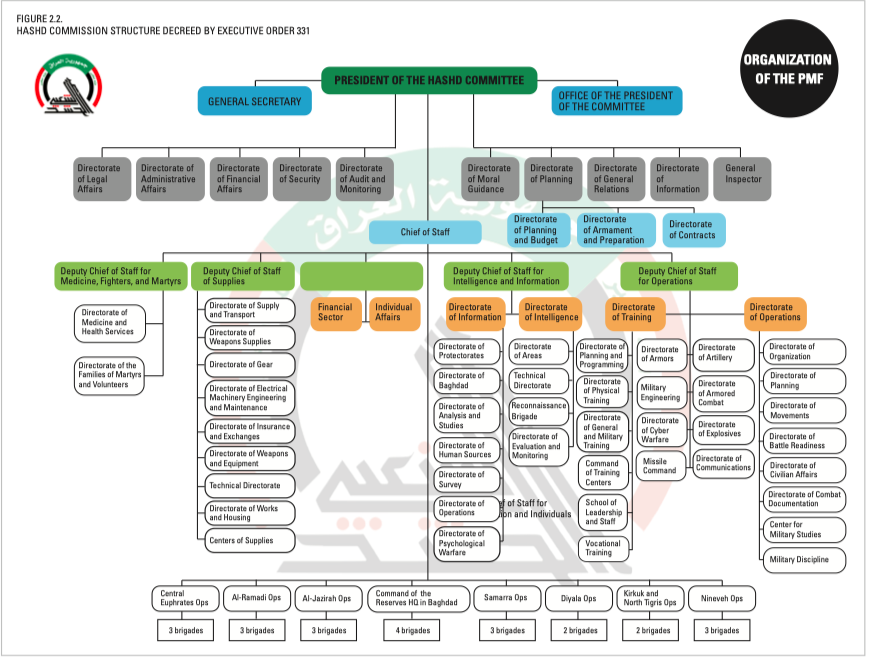 FIGURE 2.2.
HASHD COMMISSION STRUCTURE DECREED BY EXECUTIVE ORDER 331
ORGANIZATION
OF THE PMF
PRESIDENT OF THE HASHD COMMITTEE
GENERAL SECRETARY
OFFICE OF THE PRESIDENT
OF THE COMMITTEE
Directorate
of Legal
Affairs
Directorate of
Administrative
Affairs
Directorate
of Financial
Affairs
Directorate
of Security
Directorate
of Audit and
Monitoring
Directorate
of Moral
Guidance
Directorate
of Planning
Directorate
of General
Relations
Directorate
of
Information
General
Inspector
Chief of Staff
Directorate
of Planning
and Budget
Directorate
of Armament
and Preparation
Directorate
of Contracts
Deputy Chief of Staff for
Medicine, Fighters, and Martyrs
Deputy Chief of Staff
of Supplies
Deputy Chief of Staff for
Intelligence and Information
Deputy Chief of Staff
for Operations
Directorate of
Medicine and
Health Services
Directorate of the
Families of Martyrs
and Volunteers
Directorate of Supply
and Transport
Directorate of
Weapons Supplies
Directorate of Gear
Directorate of Electrical
Machinery Engineering
and Maintenance
Directorate of Insurance
and Exchanges
Directorate of Weapons
and Equipment
Technical Directorate
Directorate of Works
and Housing
Centers of Supplies
Financial
Sector
Individual
Affairs
Directorate
of Information
Directorate
of Intelligence
Directorate
of Training
Directorate
of Operations
Directorate of
Protectorates
Directorate of
Baghdad
Directorate of
Analysis and
Studies
Directorate of
Human Sources
Directorate of
Survey
Directorate of
Operations
Directorate of
Psychological
Warfare
Directorate
of Areas
Technical
Directorate
Reconnaissance
Brigade
Directorate of
Evaluation and
Monitoring
ef of Staff for
ion and Individuals
Directorate of
Planning and
Programming
Directorate
of Physical
Training
Directorate
of General
and Military
Training
Command
of Training
Centers
School of
Leadership
and Staff
Vocational
Training
Directorate
of Armors
Military
Engineering
Directorate
of Cyber
Warfare
Missile
Command
Directorate
of Artillery
Directorate
of Armored
Combat
Directorate
of Explosives
Directorate of
Communications
Directorate of
Organization
Directorate of
Planning
Directorate of
Movements
Directorate of
Battle Readiness
Directorate of
Civilian Affairs
Directorate of Combat
Documentation
Center for
Military Studies
Military Discipline
Central
Euphrates Ops
Al-Ramadi Ops
Al-Jazirah Ops
Command of the
Reserves HQ in Baghdad
Samarra Ops
Diyala Ops
Kirkuk and
North Tigris Ops
Nineveh Ops
3 brigades
3 brigades
3 brigades
4 brigades
3 brigades
2 brigades
2 brigades
3 brigades